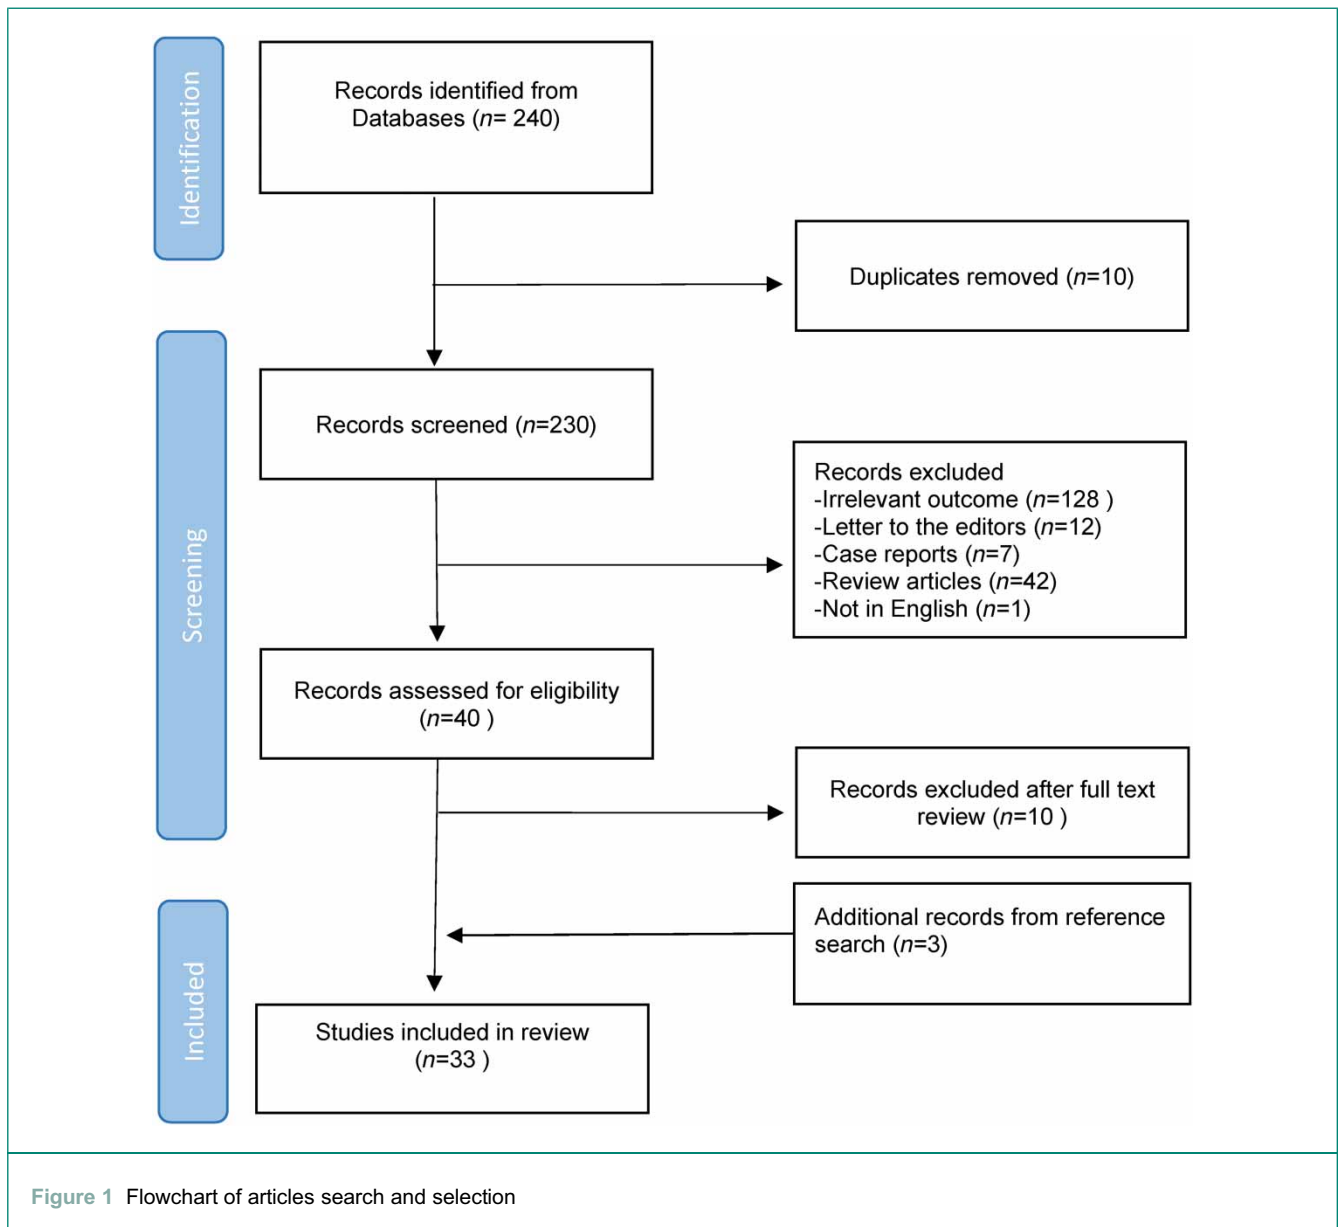 Identification
Records identified from
Databases (n= 240)
Duplicates removed (n=10)
Screening
Records screened (n=230)
Records excluded
-Irrelevant outcome (n=128 )
-Letter to the editors (n=12)
-Case reports (n=7)
-Review articles (n=42)
-Not in English (n=1)
Records assessed for eligibility
(n=40 )
Records excluded after full text
review (n=10 )
Included
Additional records from reference
search (n=3)
Studies included in review
(n=33 )
Figure 1 Flowchart of articles search and selection